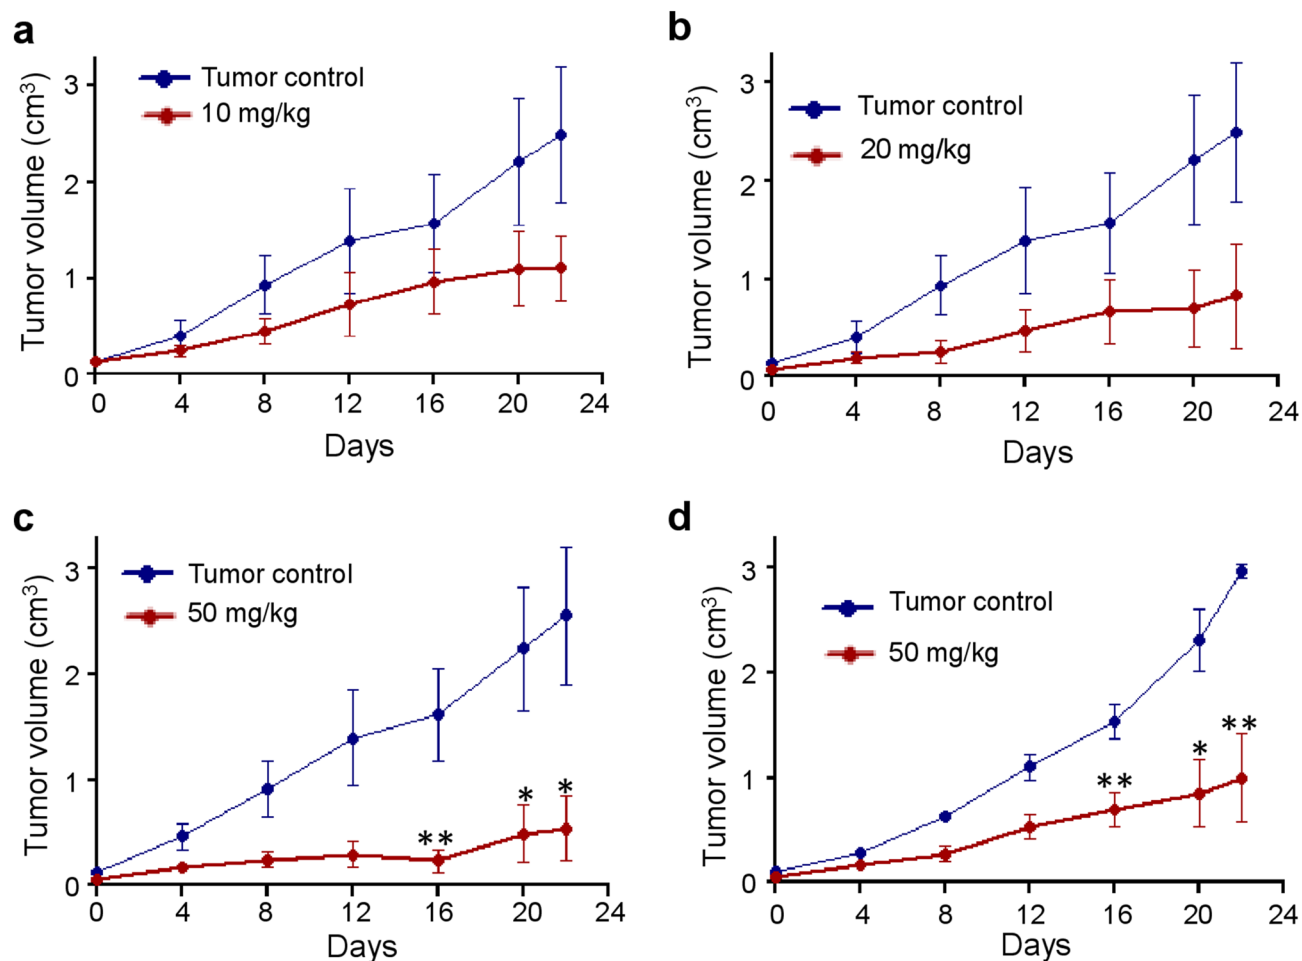 a
Tumor control
10 mg/kg
Tumor volume (cm³)
3
2
1
0
0 4 8 12 16 20 24
Days
b
Tumor control
20 mg/kg
Tumor volume (cm³)
3
2
1
0
0 4 8 12 16 20 24
Days
c
Tumor control
50 mg/kg
Tumor volume (cm³)
3
2
1
0
** * *
0 4 8 12 16 20 24
Days
d
Tumor control
50 mg/kg
Tumor volume (cm³)
3
2
1
0
** * **
0 4 8 12 16 20 24
Days